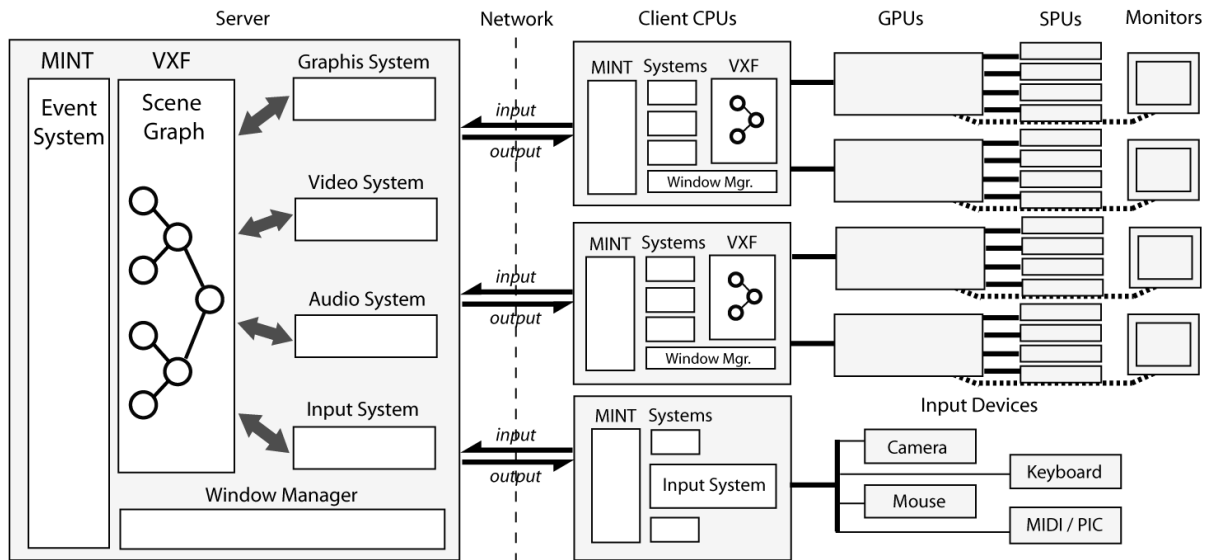 Server
Network
Client CPUs
GPUs
SPUs
Monitors
MINT
VXF
Graphis System
Event
System
Scene
Graph
Video System
Audio System
Input System
Window Manager
input
output
input
output
input
output
MINT
Systems
VXF
Window Mgr.
MINT
Systems
VXF
Window Mgr.
MINT
Systems
Input System
Input Devices
Camera
Keyboard
Mouse
MIDI / PIC